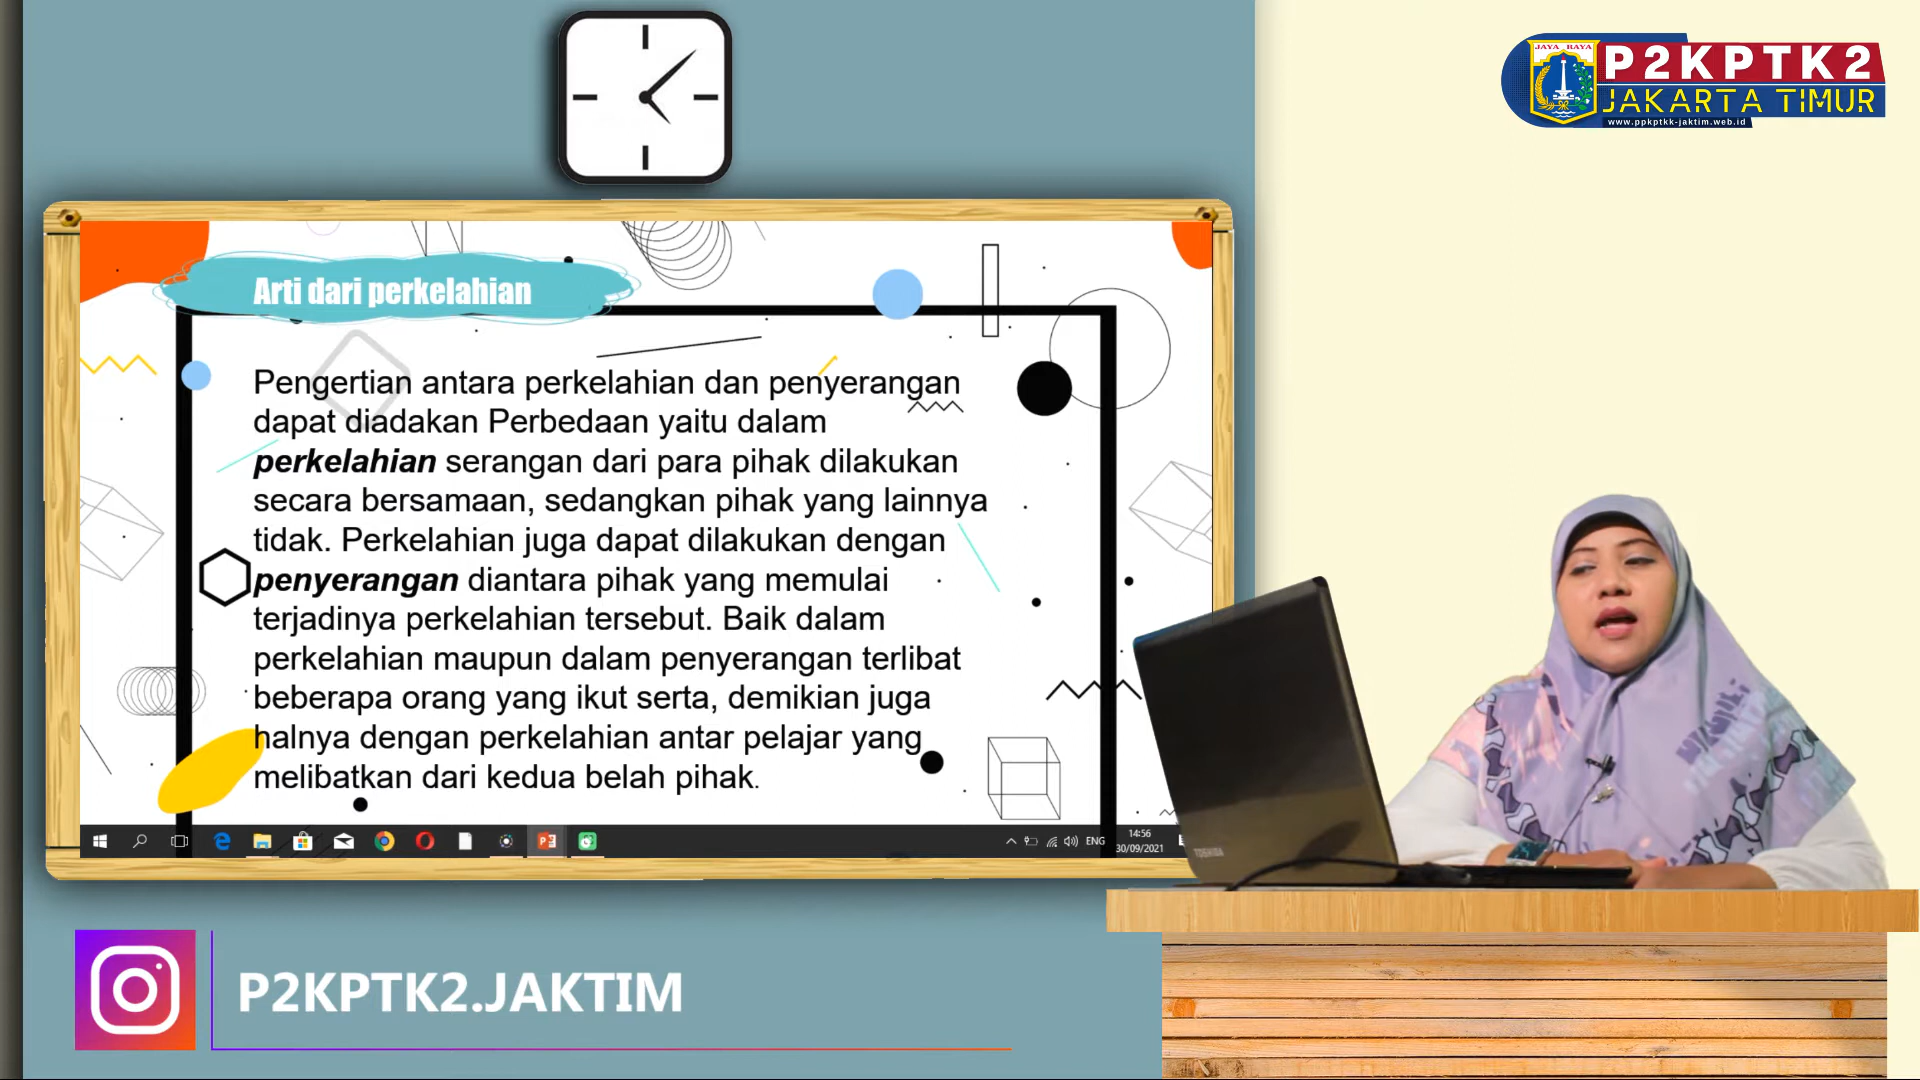 JAYA RAYA
P2KPTK2
JAKARTA TIMUR
www.ppkptkk-jaktim.web.id
Arti dari perkelahian
Pengertian antara perkelahian dan penyerangan
dapat diadakan Perbedaan yaitu dalam
perkelahian serangan dari para pihak dilakukan
secara bersamaan, sedangkan pihak yang lainnya
tidak. Perkelahian juga dapat dilakukan dengan
penyerangan diantara pihak yang memulai
terjadinya perkelahian tersebut. Baik dalam
perkelahian maupun dalam penyerangan terlibat
beberapa orang yang ikut serta, demikian juga
halnya dengan perkelahian antar pelajar yang
melibatkan dari kedua belah pihak.
ENG
14:56
30/09/2021
TOSHIBA
P2KPTK2.JAKTIM